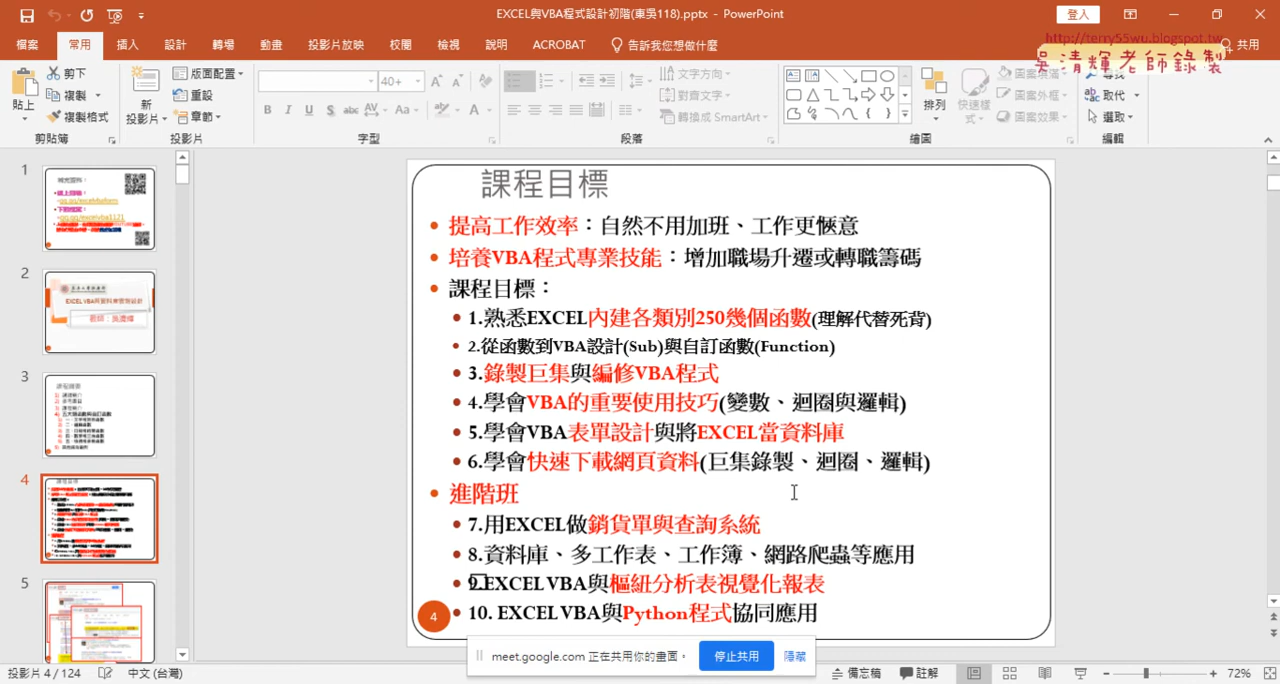 EXCEL與VBA程式設計初階(東吳118).pptx - PowerPoint
登入
檔案 常用 插入 設計 轉場 動畫 投影片放映 校閱 檢視 說明 ACROBAT 告訴我您想做什麼 共用
http://terry55wu.blogspot.tw
吳清輝老師錄製
貼上 剪下 複製 複製格式
新投影片 版面配置 重設 章節
40+
文字方向 對齊文字 轉換成 SmartArt
排列 快速樣式 圖案填滿 圖案外框 圖案效果
尋找 取代 選取
剪貼簿 投影片 字型 段落 繪圖 編輯
1
2
3
4
5
課程目標
• 提高工作效率：自然不用加班、工作更愜意
• 培養VBA程式專業技能：增加職場升遷或轉職籌碼
• 課程目標：
• 1.熟悉EXCEL內建各類別250幾個函數(理解代替死背)
• 2.從函數到VBA設計(Sub)與自訂函數(Function)
• 3.錄製巨集與編修VBA程式
• 4.學會VBA的重要使用技巧(變數、迴圈與邏輯)
• 5.學會VBA表單設計與將EXCEL當資料庫
• 6.學會快速下載網頁資料(巨集錄製、迴圈、邏輯)
• 進階班
• 7.用EXCEL做銷貨單與查詢系統
• 8.資料庫、多工作表、工作簿、網路爬蟲等應用
• 9.EXCEL VBA與樞紐分析表視覺化報表
• 10. EXCEL VBA與Python程式協同應用
4
meet.google.com 正在共用你的畫面。 停止共用 隱藏
投影片 4 / 124 中文 (台灣) 備忘稿 註解 72%